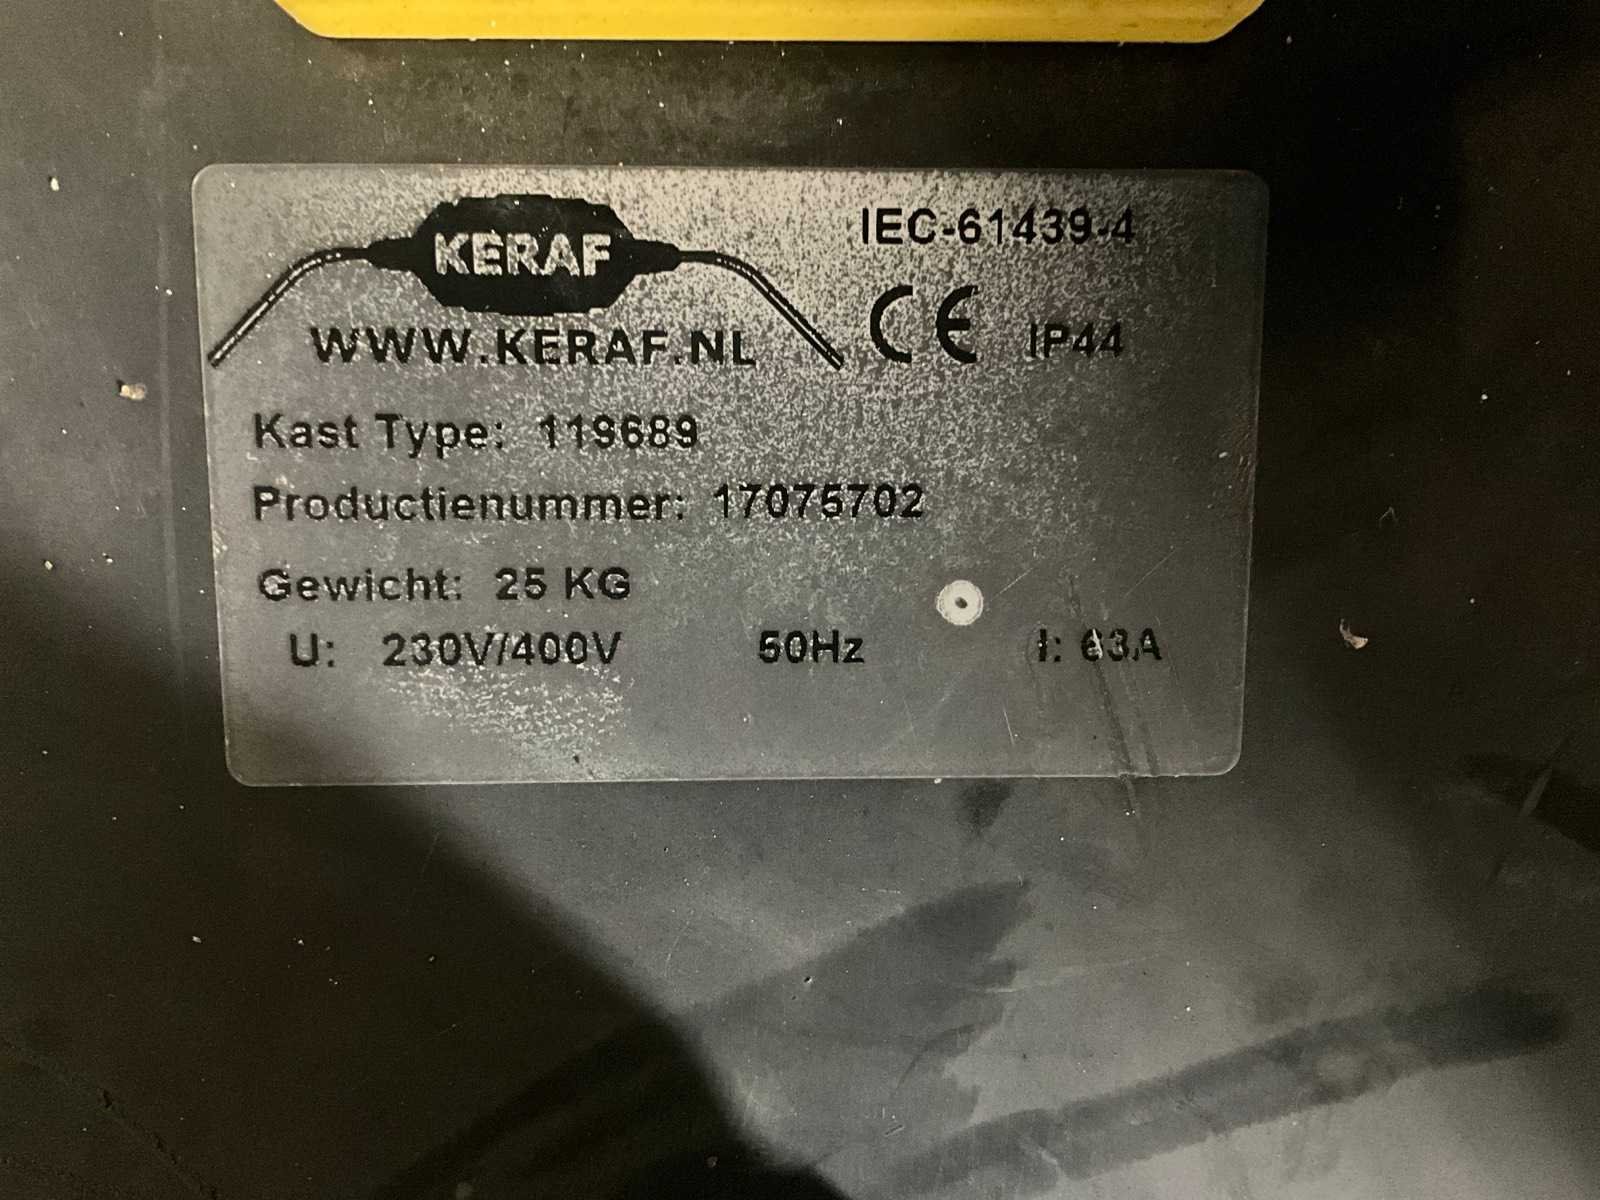 KERAF
WWW.KERAF.NL
IEC-61439-4
CE IP44
Kast Type: 119689
Productienummer: 17075702
Gewicht: 25 KG
U: 230V/400V 50Hz I: 63A